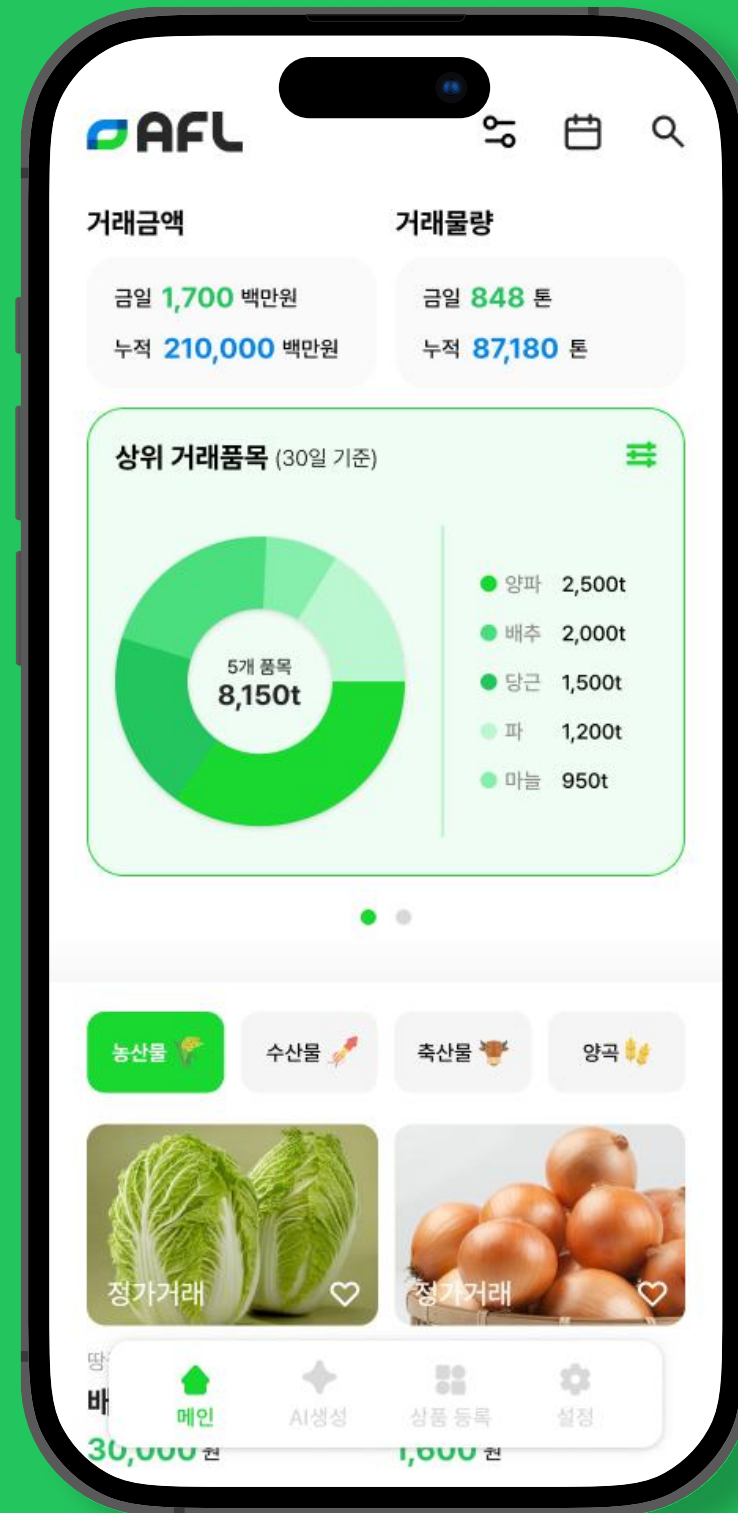 AFL
거래금액
거래물량
금일 1,700 백만원
누적 210,000 백만원
금일 848 톤
누적 87,180 톤
상위 거래품목 (30일 기준)
5개 품목
8,150t
양파 2,500t
배추 2,000t
당근 1,500t
파 1,200t
마늘 950t
농산물
수산물
축산물
양곡
정가거래
정가거래
메인
AI생성
상품 등록
설정
30,000 원
1,600 원